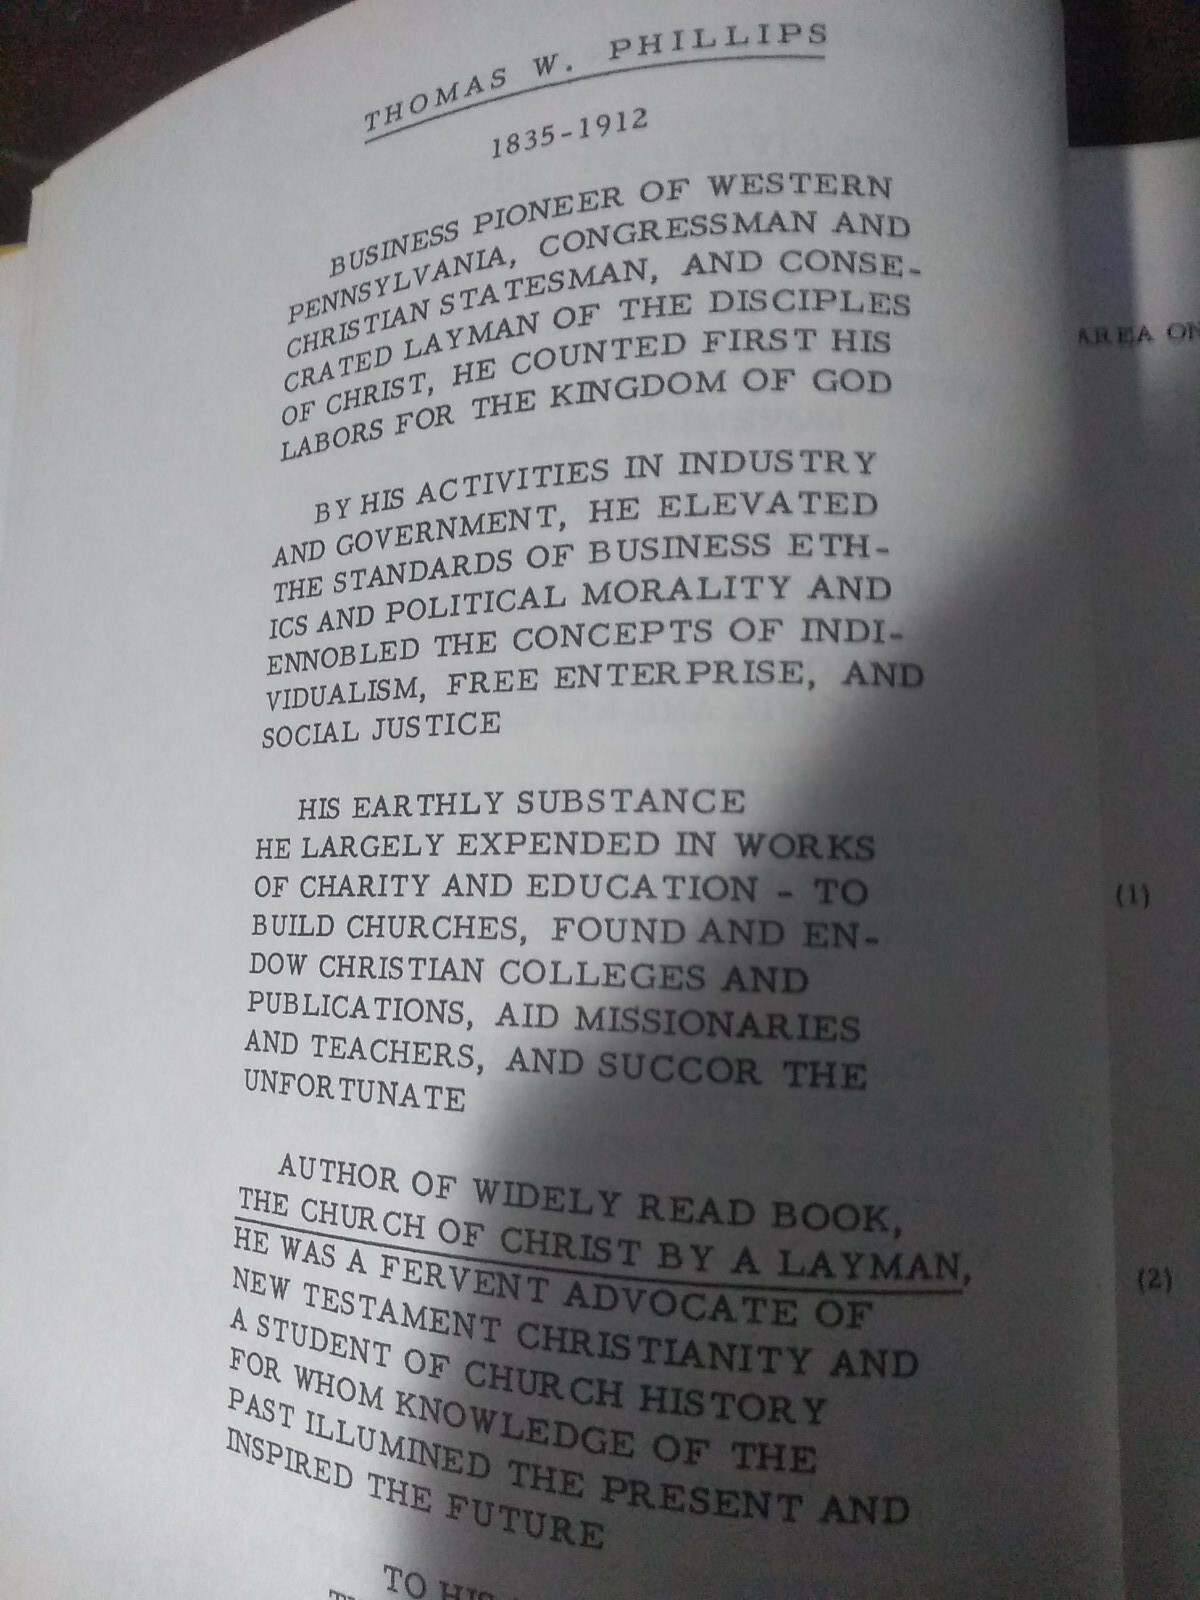 THOMAS W. PHILLIPS
1835-1912
BUSINESS PIONEER OF WESTERN
PENNSYLVANIA, CONGRESSMAN AND
CHRISTIAN STATESMAN, AND CONSE-
CRATED LAYMAN OF THE DISCIPLES
OF CHRIST, HE COUNTED FIRST HIS
LABORS FOR THE KINGDOM OF GOD
BY HIS ACTIVITIES IN INDUSTRY
AND GOVERNMENT, HE ELEVATED
THE STANDARDS OF BUSINESS ETH-
ICS AND POLITICAL MORALITY AND
ENNOBLED THE CONCEPTS OF INDI-
VIDUALISM, FREE ENTERPRISE, AND
SOCIAL JUSTICE
HIS EARTHLY SUBSTANCE
HE LARGELY EXPENDED IN WORKS
OF CHARITY AND EDUCATION - TO
BUILD CHURCHES, FOUND AND EN-
DOW CHRISTIAN COLLEGES AND
PUBLICATIONS, AID MISSIONARIES
AND TEACHERS, AND SUCCOR THE
UNFORTUNATE
AUTHOR OF WIDELY READ BOOK,
THE CHURCH OF CHRIST BY A LAYMAN,
HE WAS A FERVENT ADVOCATE OF
NEW TESTAMENT CHRISTIANITY AND
A STUDENT OF CHURCH HISTORY
FOR WHOM KNOWLEDGE OF THE
PAST ILLUMINED THE PRESENT AND
INSPIRED THE FUTURE
TO HIS
AREA ON
(1)
(2)